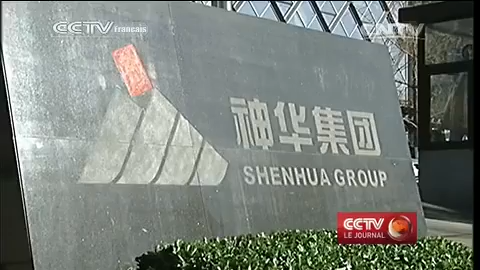 CCTV français
神华集团
SHENHUA GROUP
CCTV
LE JOURNAL